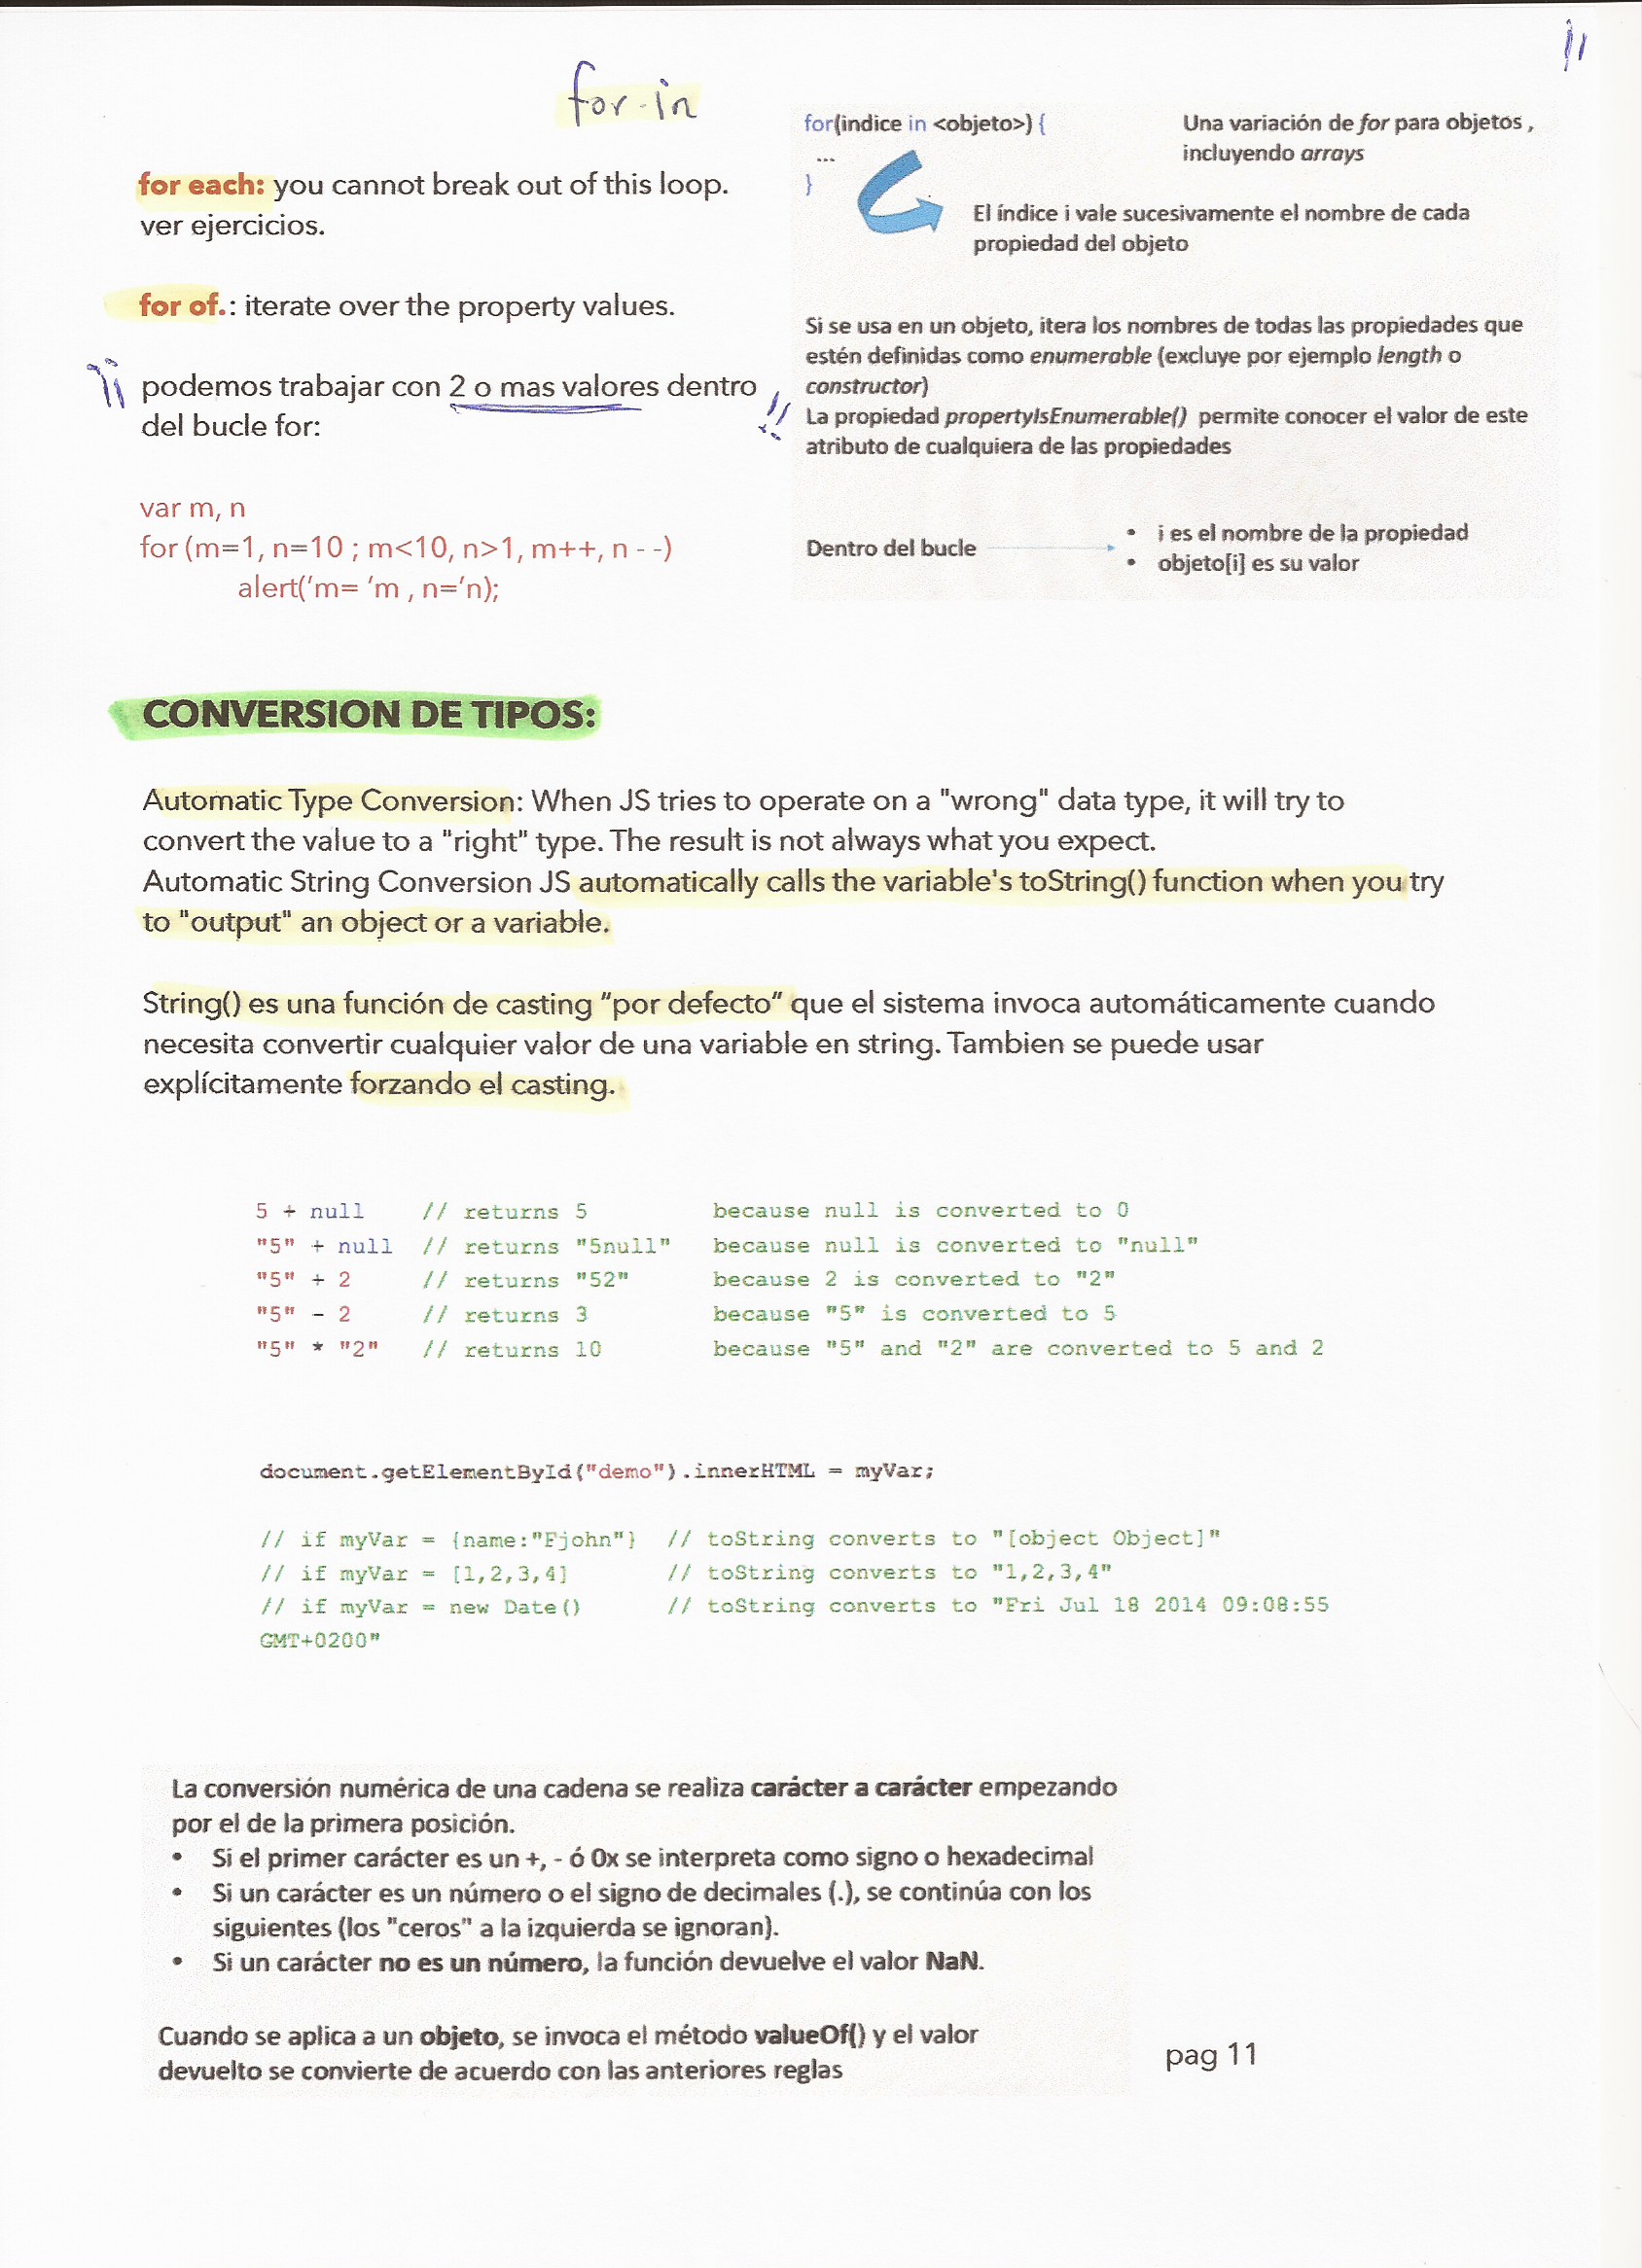 11
for-in
for each: you cannot break out of this loop.
ver ejercicios.
for of.: iterate over the property values.
¡¡ podemos trabajar con 2 o mas valores dentro
del bucle for: !!
var m, n
for (m=1, n=10 ; m<10, n>1, m++, n - -)
alert('m= 'm , n='n);
for(indice in <objeto>) {
...
}
Una variación de for para objetos ,
incluyendo arrays
El índice i vale sucesivamente el nombre de cada
propiedad del objeto
Si se usa en un objeto, itera los nombres de todas las propiedades que
estén definidas como enumerable (excluye por ejemplo length o
constructor)
La propiedad propertyIsEnumerable() permite conocer el valor de este
atributo de cualquiera de las propiedades
Dentro del bucle
• i es el nombre de la propiedad
• objeto[i] es su valor
CONVERSION DE TIPOS:
Automatic Type Conversion: When JS tries to operate on a "wrong" data type, it will try to
convert the value to a "right" type. The result is not always what you expect.
Automatic String Conversion JS automatically calls the variable's toString() function when you try
to "output" an object or a variable.
String() es una función de casting "por defecto" que el sistema invoca automáticamente cuando
necesita convertir cualquier valor de una variable en string. Tambien se puede usar
explícitamente forzando el casting.
5 + null // returns 5 because null is converted to 0
"5" + null // returns "5null" because null is converted to "null"
"5" + 2 // returns "52" because 2 is converted to "2"
"5" - 2 // returns 3 because "5" is converted to 5
"5" * "2" // returns 10 because "5" and "2" are converted to 5 and 2
document.getElementById("demo").innerHTML = myVar;
// if myVar = {name:"Fjohn"} // toString converts to "[object Object]"
// if myVar = [1,2,3,4] // toString converts to "1,2,3,4"
// if myVar = new Date() // toString converts to "Fri Jul 18 2014 09:08:55
GMT+0200"
La conversión numérica de una cadena se realiza carácter a carácter empezando
por el de la primera posición.
• Si el primer carácter es un +, - ó 0x se interpreta como signo o hexadecimal
• Si un carácter es un número o el signo de decimales (.), se continúa con los
siguientes (los "ceros" a la izquierda se ignoran).
• Si un carácter no es un número, la función devuelve el valor NaN.
Cuando se aplica a un objeto, se invoca el método valueOf() y el valor
devuelto se convierte de acuerdo con las anteriores reglas
pag 11